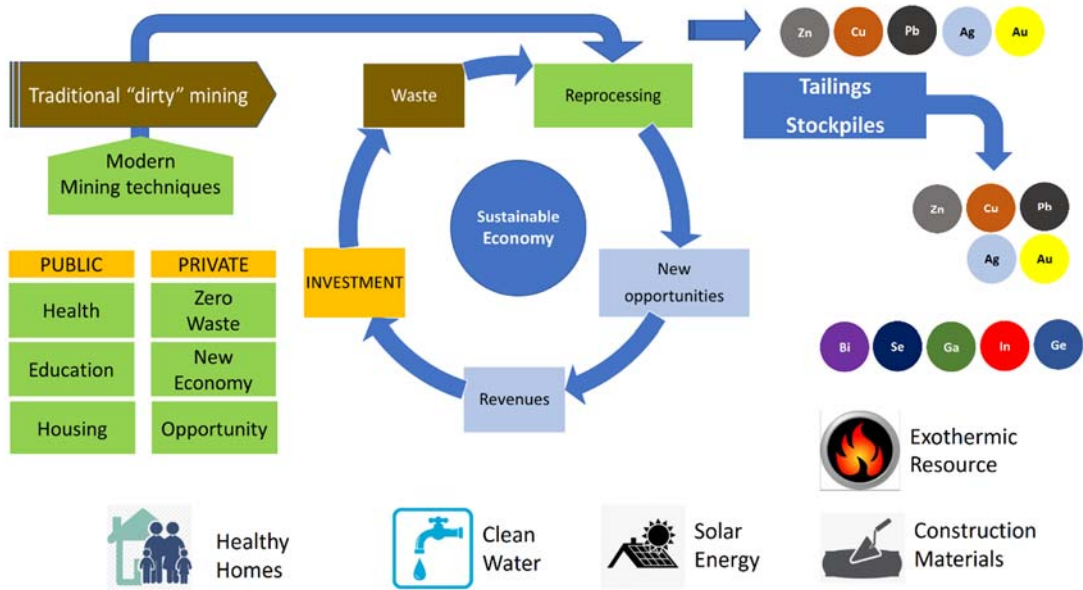 Zn Cu Pb Ag Au
Traditional “dirty” mining
Waste
Reprocessing
Tailings
Stockpiles
Modern
Mining techniques
Zn Cu Pb
Ag Au
Sustainable
Economy
PUBLIC
PRIVATE
Health
Zero
Waste
Education
New
Economy
Housing
Opportunity
INVESTMENT
New
opportunities
Revenues
Bi Se Ga In Ge
Exothermic
Resource
Healthy
Homes
Clean
Water
Solar
Energy
Construction
Materials